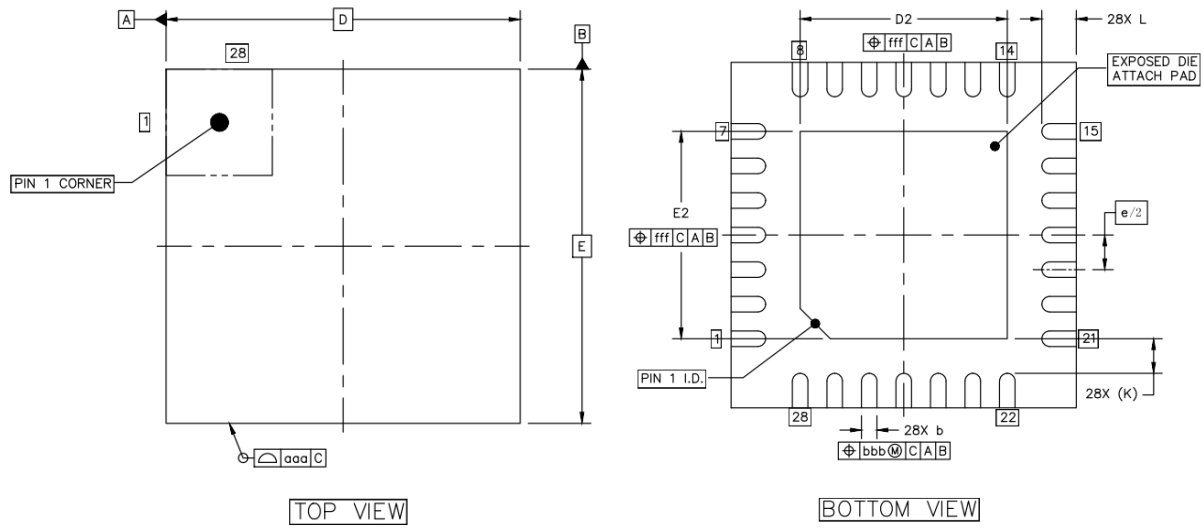 A
D
B
28
1
PIN 1 CORNER
E
aaa C
TOP VIEW
D2
28X L
8
fff C A B
14
EXPOSED DIE
ATTACH PAD
7
15
E2
fff C A B
e/2
1
21
PIN 1 I.D.
28X (K)
28
28X b
22
bbb Ⓜ C A B
BOTTOM VIEW